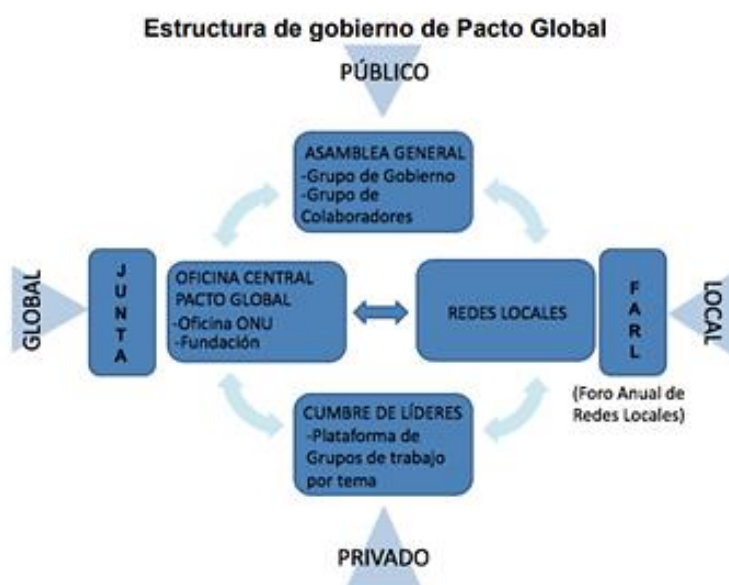 Estructura de gobierno de Pacto Global
PÚBLICO
ASAMBLEA GENERAL
-Grupo de Gobierno
-Grupo de
Colaboradores
GLOBAL
JUNTA
OFICINA CENTRAL
PACTO GLOBAL
-Oficina ONU
-Fundación
REDES LOCALES
FARL
LOCAL
(Foro Anual de
Redes Locales)
CUMBRE DE LÍDERES
-Plataforma de
Grupos de trabajo
por tema
PRIVADO